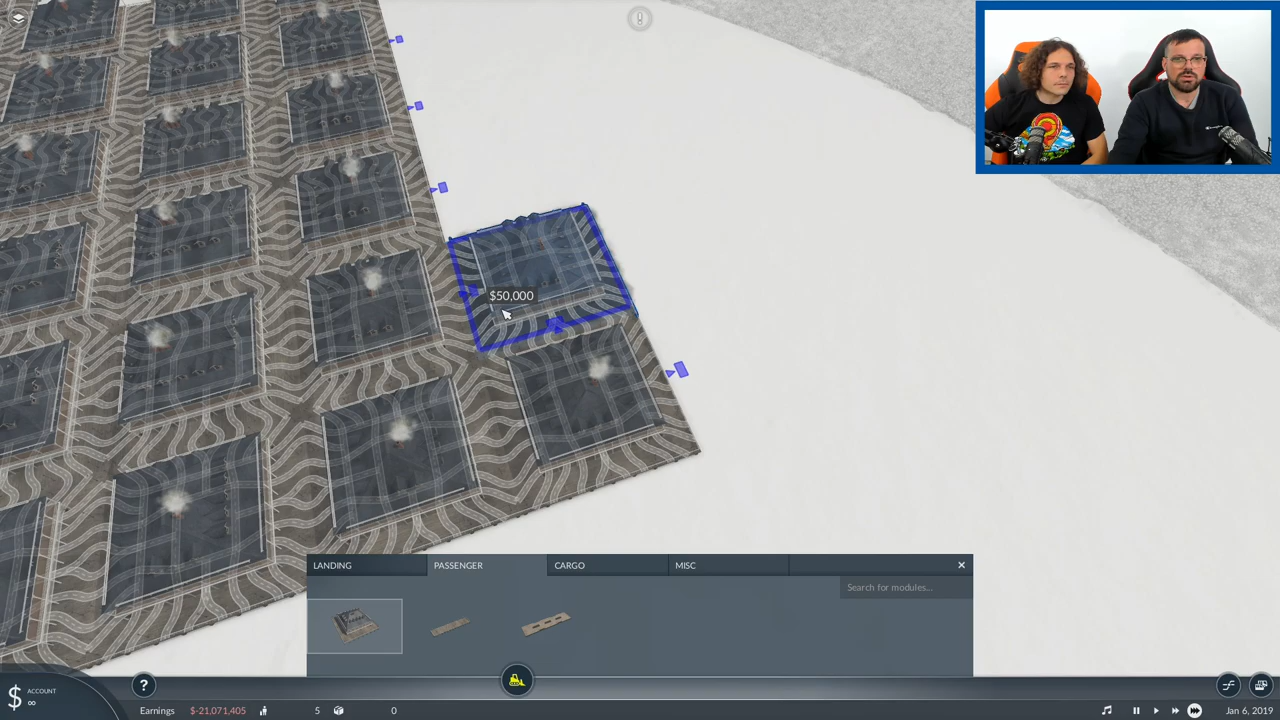 $50,000
LANDING
PASSENGER
CARGO
MISC
Search for modules...
ACCOUNT
Earnings
$-21,071,405
5
0
Jan 6, 2019